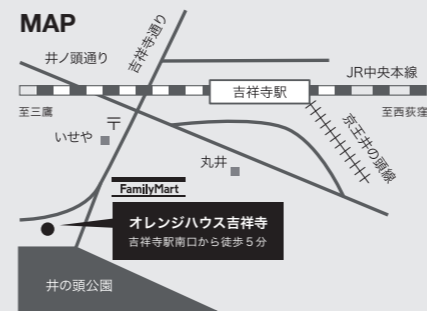 MAP
吉祥寺通り
井ノ頭通り
JR中央本線
吉祥寺駅
至三鷹
至西荻窪
〒
いせや
京王井の頭線
丸井
FamilyMart
オレンジハウス吉祥寺
吉祥寺駅南口から徒歩5分
井の頭公園